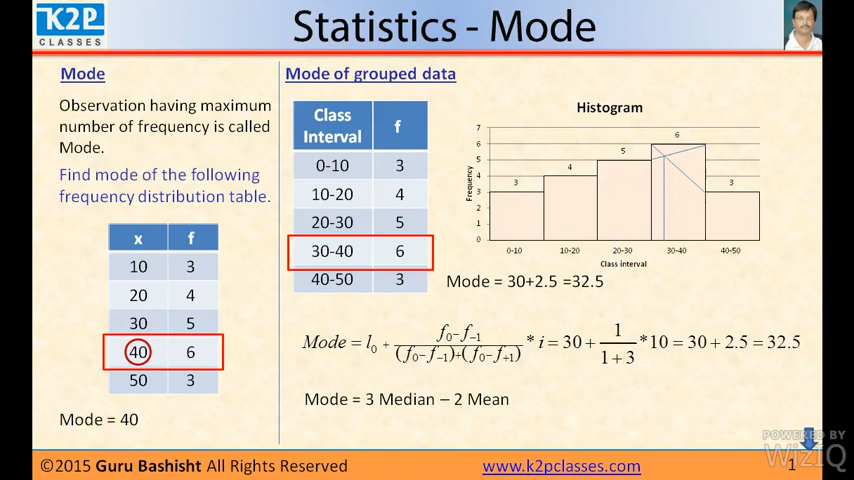 K2P
CLASSES
Statistics - Mode
Mode
Observation having maximum
number of frequency is called
Mode.
Find mode of the following
frequency distribution table.
x f
10 3
20 4
30 5
40 6
50 3
Mode = 40
Mode of grouped data
Class Interval f
0-10 3
10-20 4
20-30 5
30-40 6
40-50 3
Histogram
Frequency
7
6
5
4
3
2
1
0
3 4 5 6 3
0-10 10-20 20-30 30-40 40-50
Class interval
Mode = 30+2.5 =32.5
Mode = l₀ + (f₀−f₋₁)/((f₀−f₋₁)+(f₀−f₊₁)) * i = 30 + 1/(1+3) *10 = 30 + 2.5 = 32.5
Mode = 3 Median – 2 Mean
POWERED BY
WizIQ
©2015 Guru Bashisht All Rights Reserved www.k2pclasses.com 1